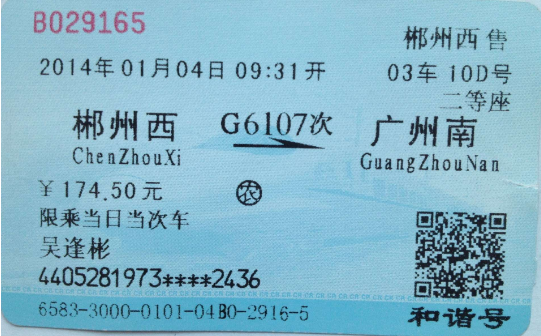 B029165
郴州西售
2014年01月04日09:31开
03车10D号
二等座
郴州西 G6107次 广州南
ChenZhouXi GuangZhouNan
￥174.50元 农
限乘当日当次车
吴逢彬
4405281973****2436
6583-3000-0101-04B0-2916-5
和谐号